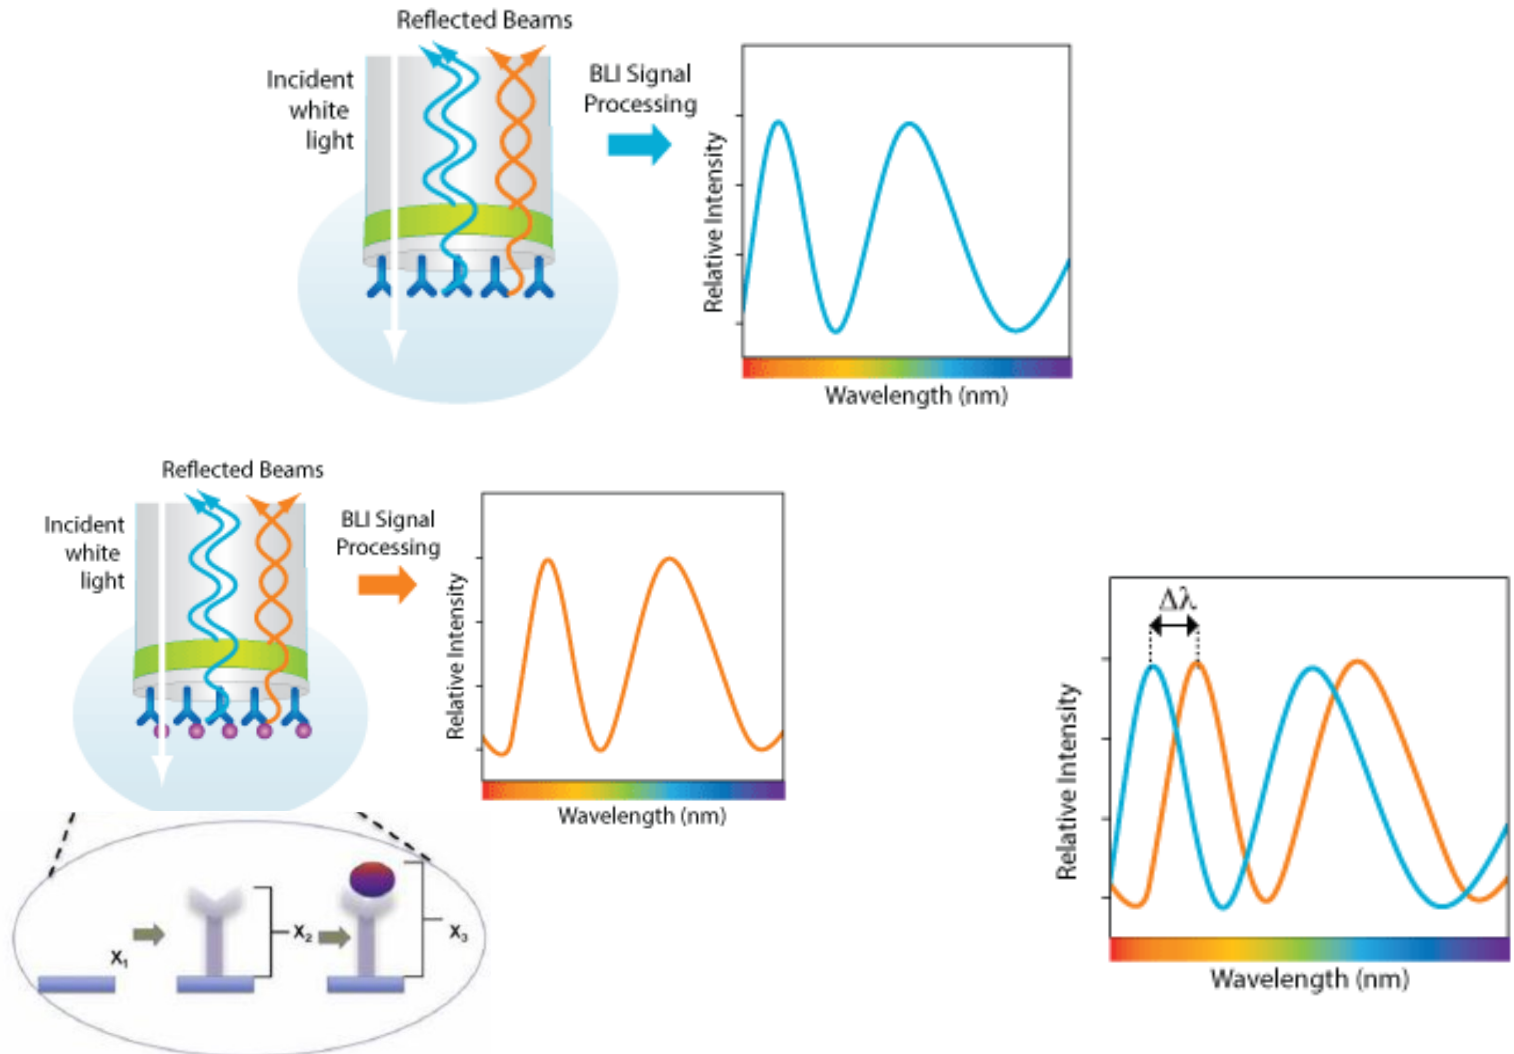 Reflected Beams
Incident
white
light
BLI Signal
Processing
Relative Intensity
Wavelength (nm)
Reflected Beams
Incident
white
light
BLI Signal
Processing
Relative Intensity
Wavelength (nm)
Δλ
Relative Intensity
Wavelength (nm)
X₁
X₂
X₃